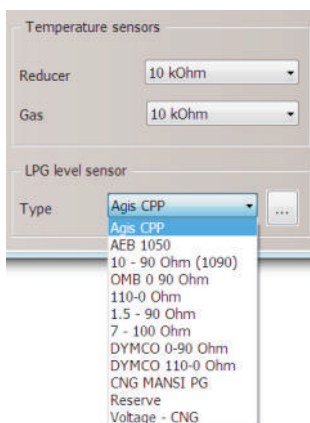 Temperature sensors
Reducer 10 kOhm
Gas 10 kOhm
LPG level sensor
Type Agis CPP ...
Agis CPP
AEB 1050
10 - 90 Ohm (1090)
OMB 0 90 Ohm
110-0 Ohm
1.5 - 90 Ohm
7 - 100 Ohm
DYMCO 0-90 Ohm
DYMCO 110-0 Ohm
CNG MANSI PG
Reserve
Voltage - CNG